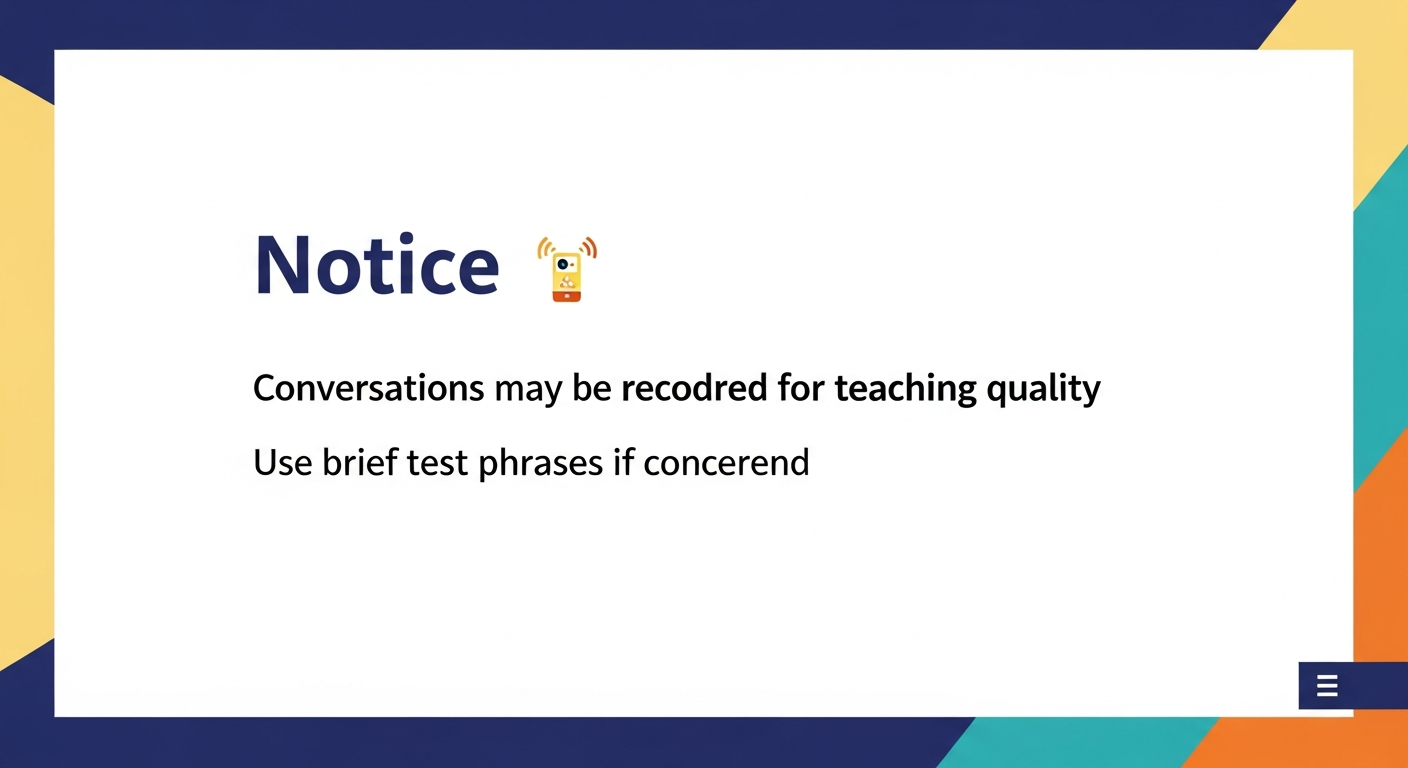 Notice
Conversations may be recodred for teaching quality
Use brief test phrases if concerend